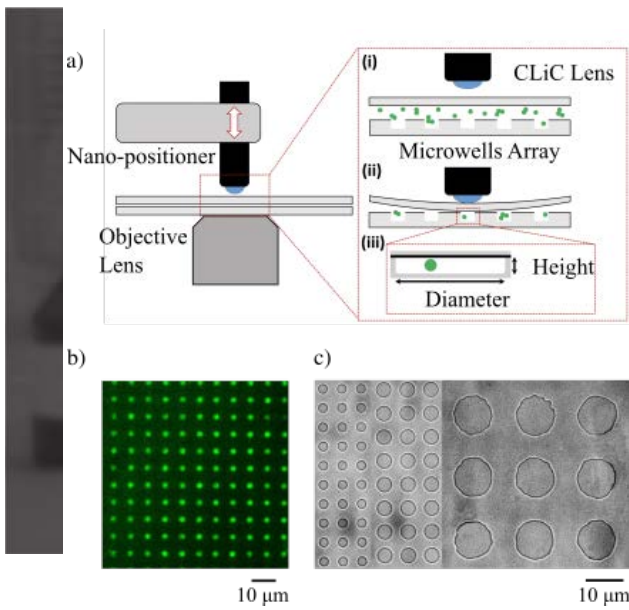 a)
Nano-positioner
Objective
Lens
(i)
CLiC Lens
Microwells Array
(ii)
(iii)
Height
Diameter
b)
c)
10 μm
10 μm